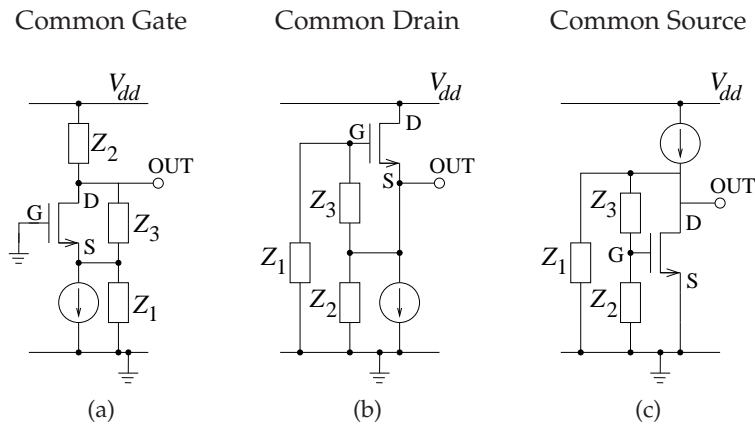 Common Gate
Common Drain
Common Source
Vdd
Z2
OUT
G
D
S
Z3
Z1
(a)
Vdd
G
D
S
OUT
Z3
Z1
Z2
(b)
Vdd
OUT
Z3
D
G
Z1
S
Z2
(c)